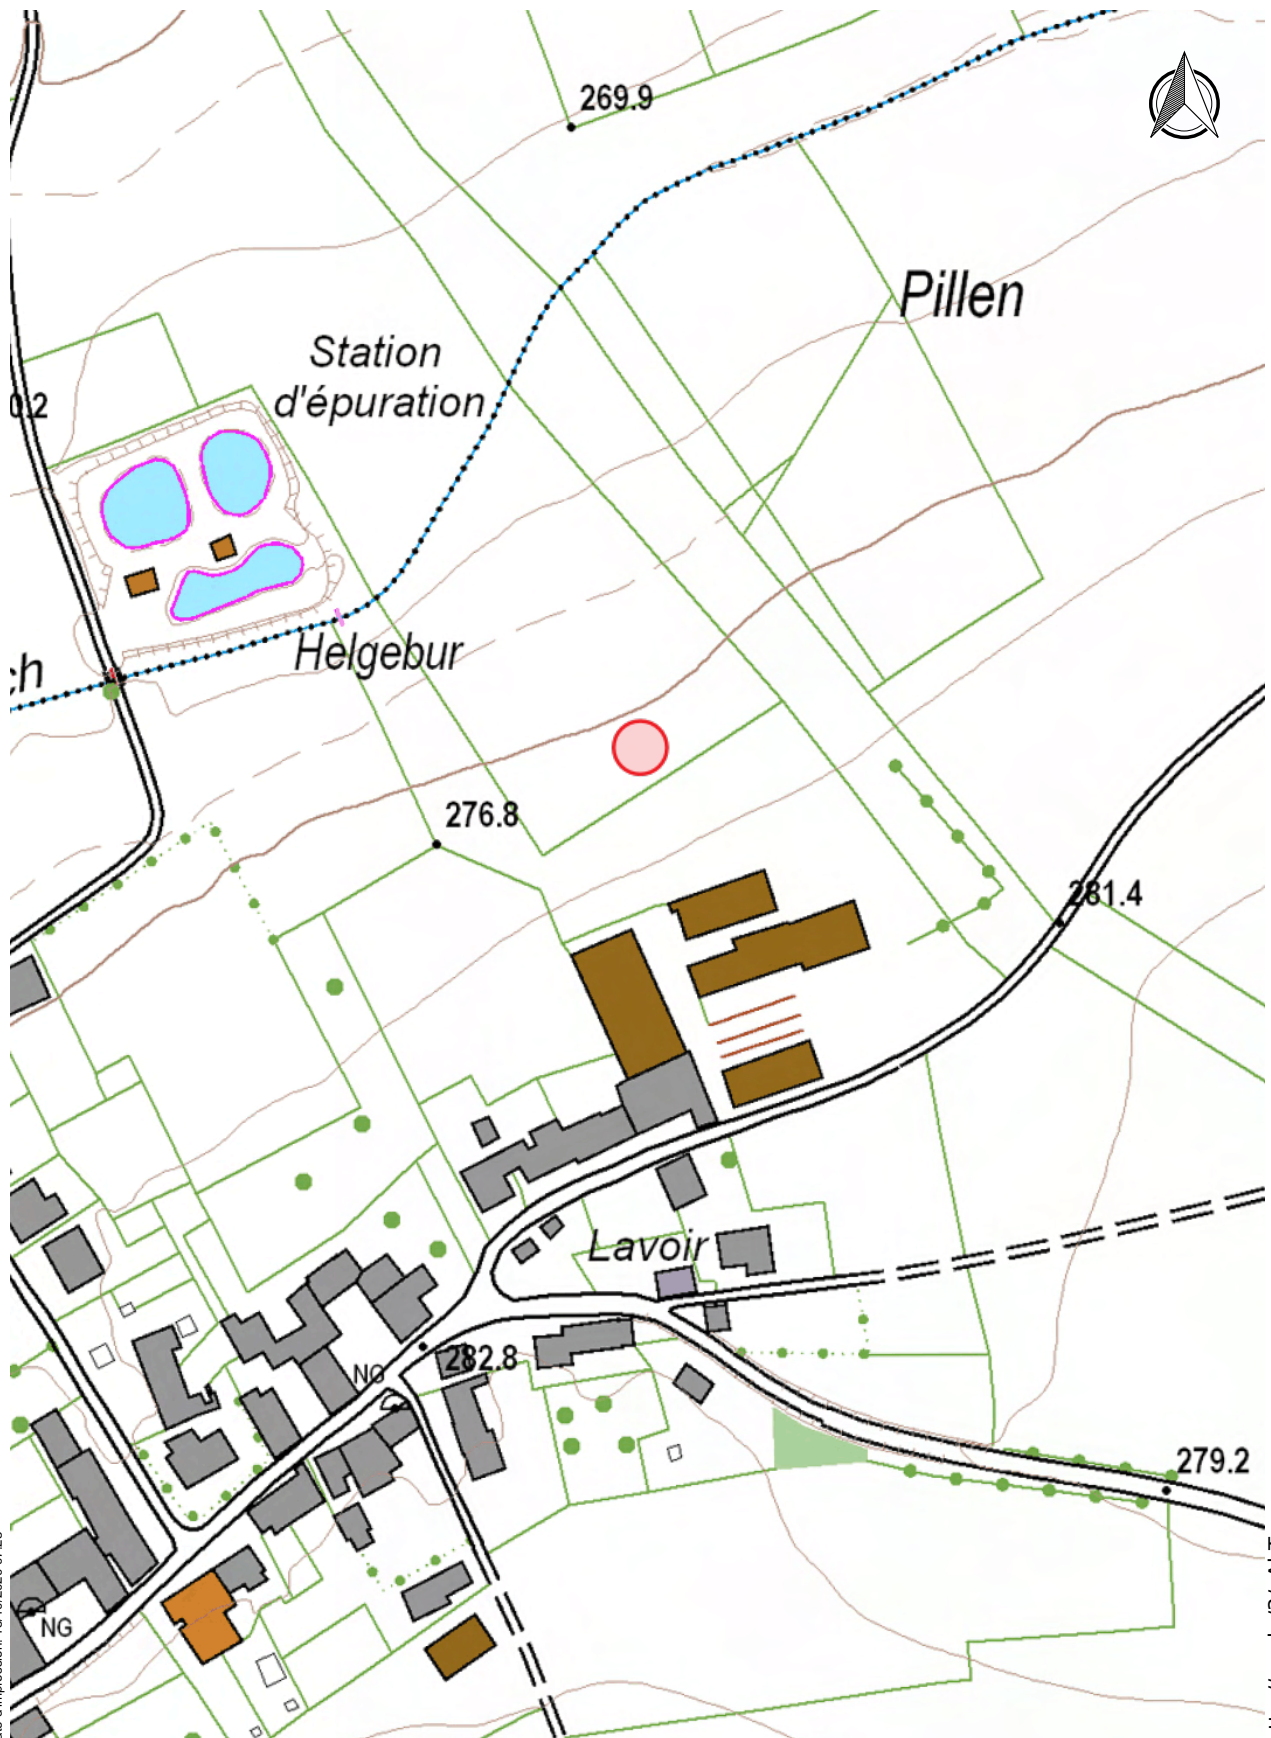 269.9
Pillen
Station
d'épuration
0.2
Helgebur
ch
276.8
281.4
Lavoir
282.8
NG
279.2
NG